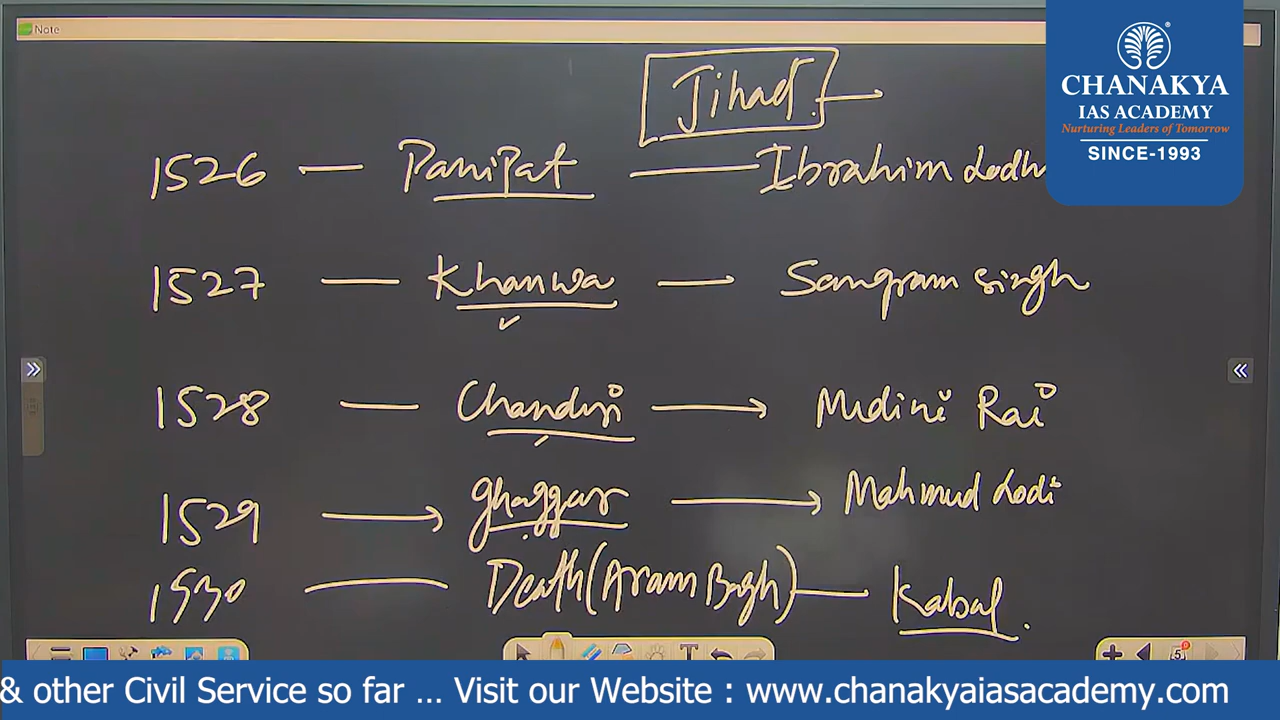 Note
CHANAKYA
IAS ACADEMY
Nurturing Leaders of Tomorrow
SINCE-1993
Jihad
1526 — Panipat — Ibrahim Lodh
1527 — Khanwa — Sangram Singh
1528 — Chanderi → Medini Rai
1529 → Ghaggar → Mahmud Lodi
1530 — Death (Aram Bagh) — Kabul
& other Civil Service so far ... Visit our Website : www.chanakyaiasacademy.com